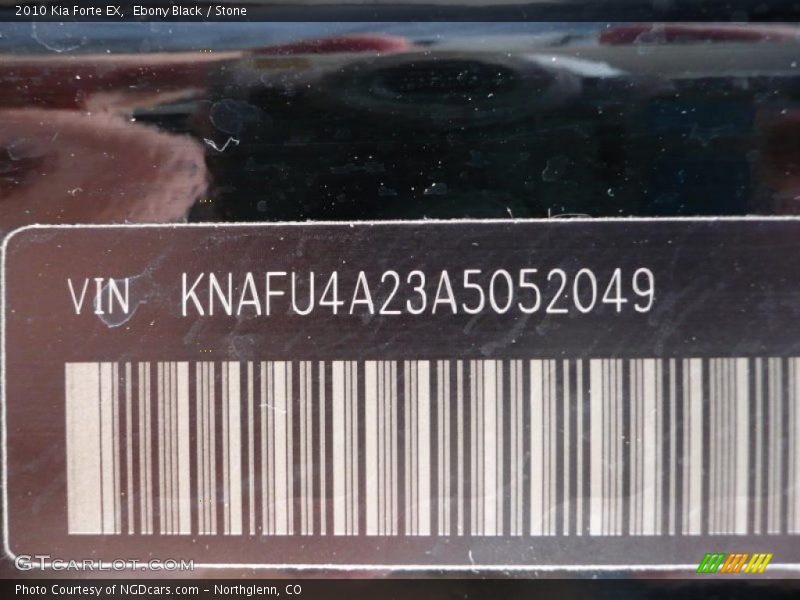 2010 Kia Forte EX,  Ebony Black / Stone
VIN KNAFU4A23A5052049
GTCARLOT.COM
Photo Courtesy of NGDcars.com - Northglenn, CO